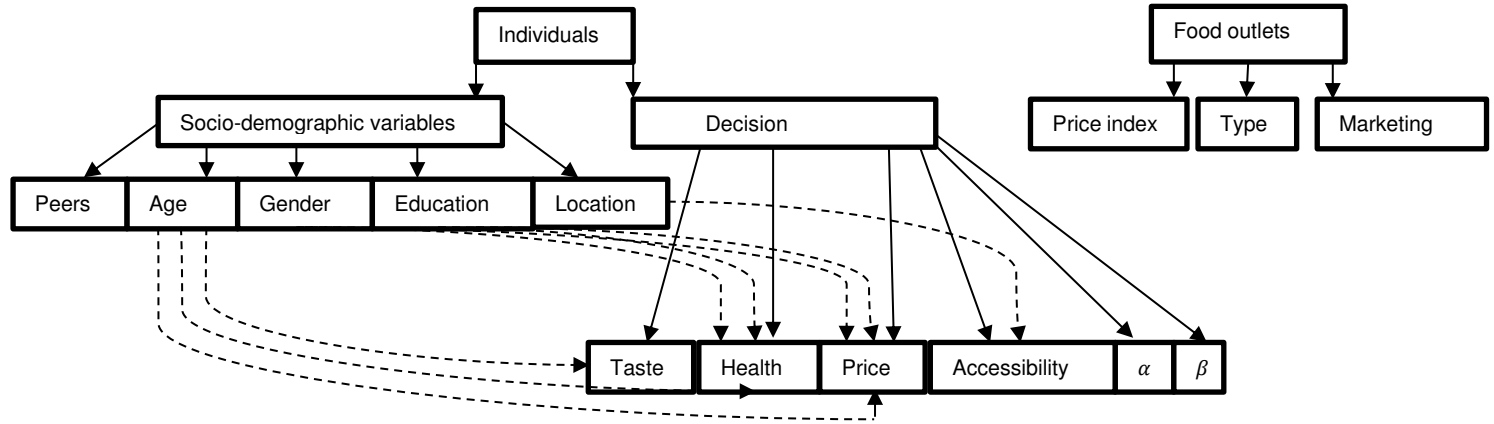 Individuals
Food outlets
Socio-demographic variables
Decision
Price index
Type
Marketing
Peers
Age
Gender
Education
Location
Taste
Health
Price
Accessibility
α
β